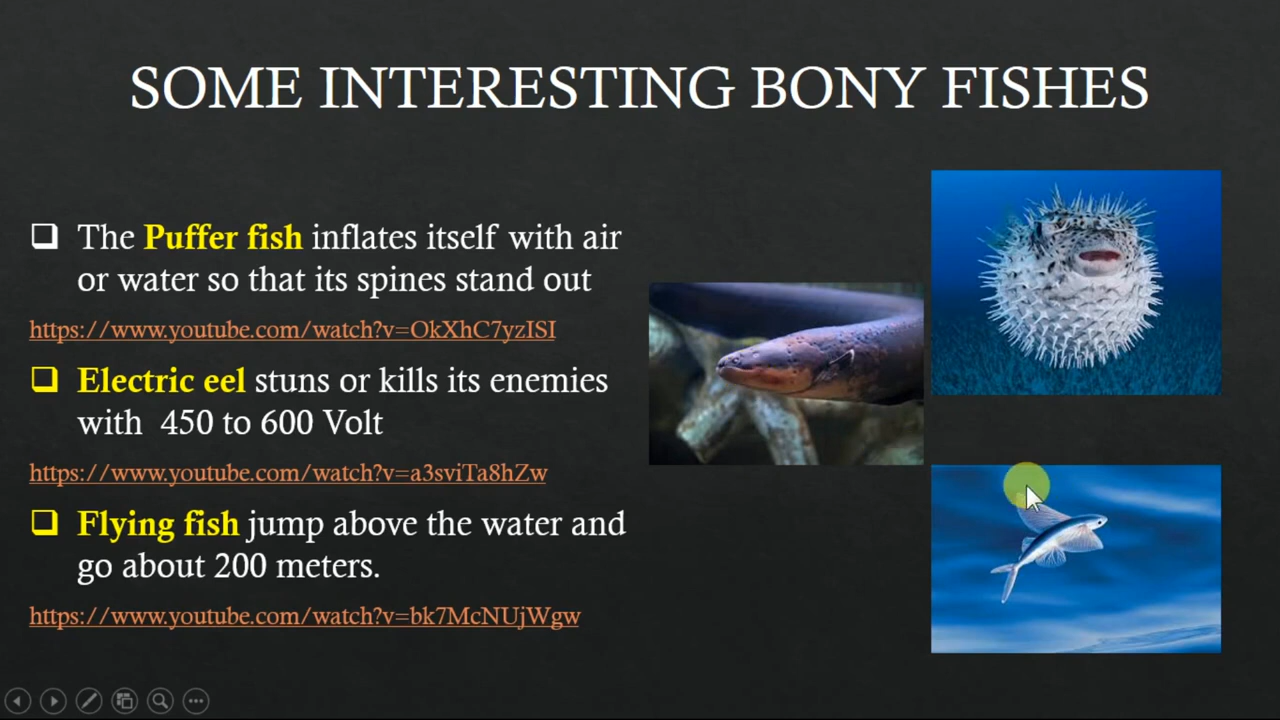 SOME INTERESTING BONY FISHES
The Puffer fish inflates itself with air
or water so that its spines stand out
https://www.youtube.com/watch?v=OkXhC7yzISI
Electric eel stuns or kills its enemies
with  450 to 600 Volt
https://www.youtube.com/watch?v=a3sviTa8hZw
Flying fish jump above the water and
go about 200 meters.
https://www.youtube.com/watch?v=bk7McNUjWgw